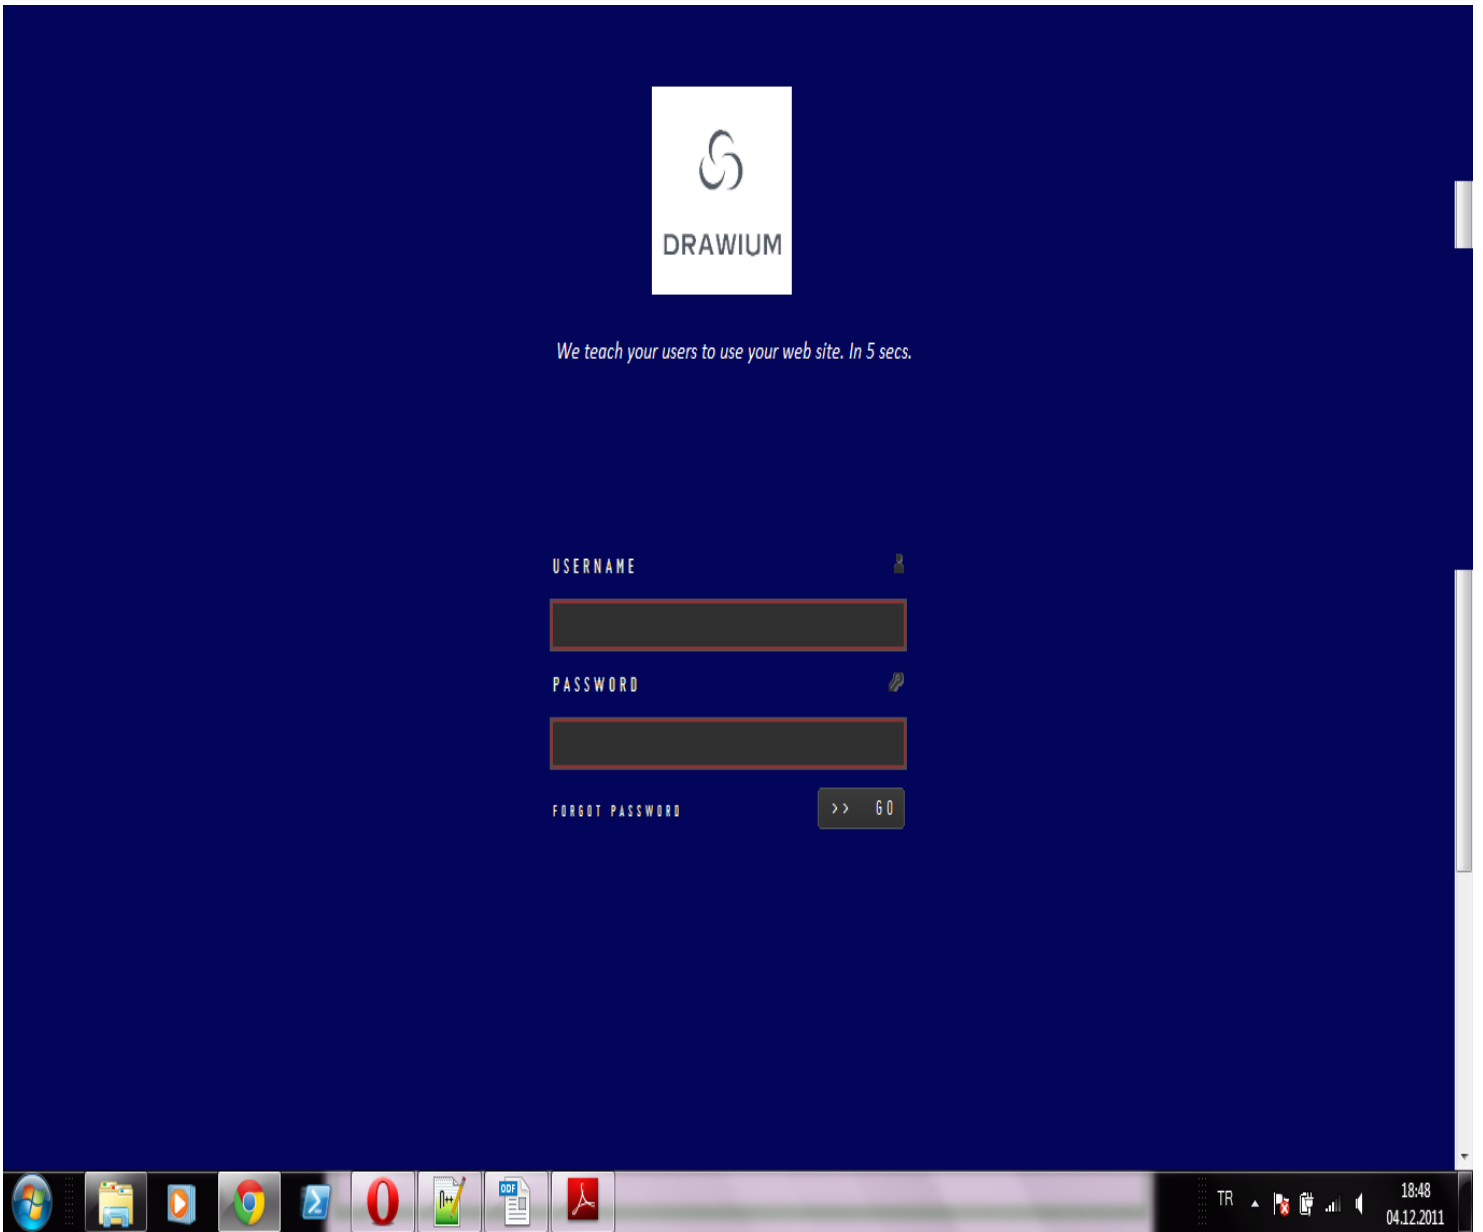 DRAWIUM
We teach your users to use your web site. In 5 secs.
USERNAME
PASSWORD
FORGOT PASSWORD
>> GO
ODF
n++
TR
18:48
04.12.2011